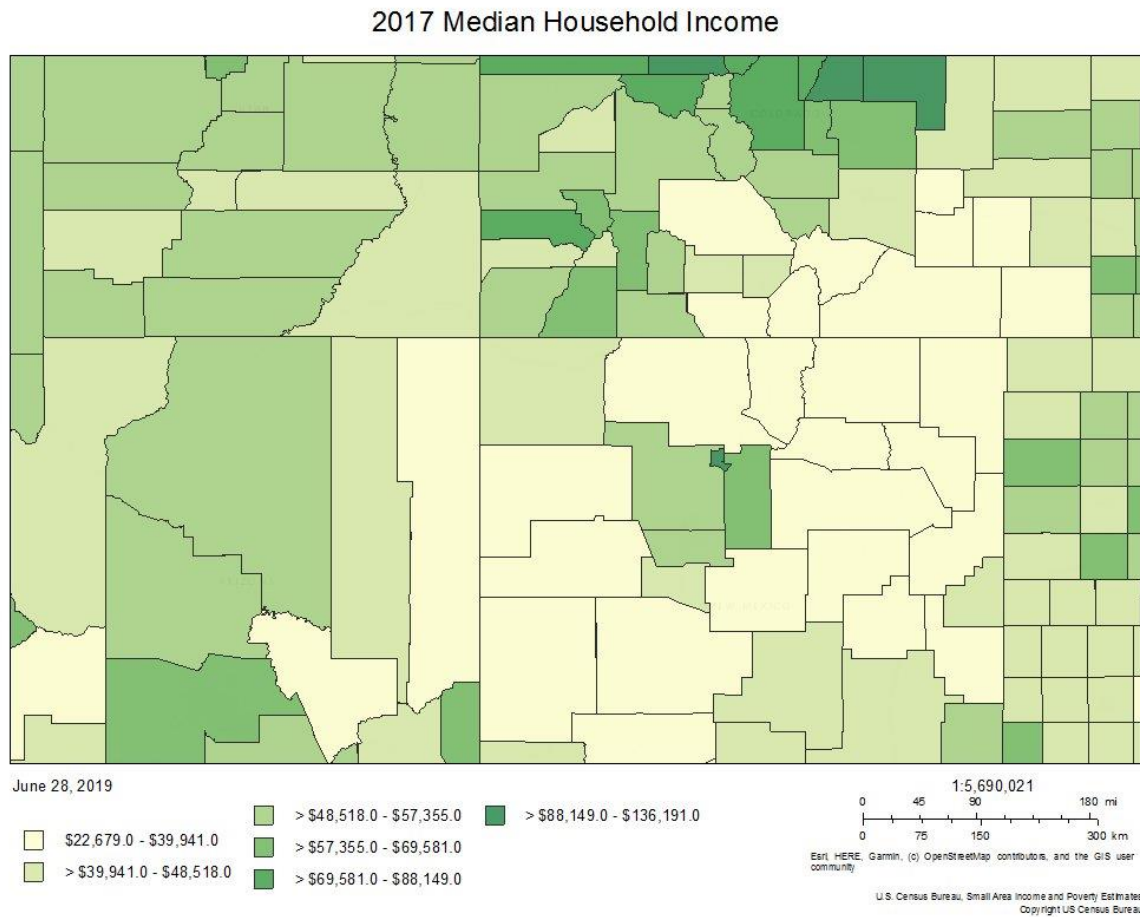 2017 Median Household Income
June 28, 2019
$22,679.0 - $39,941.0
> $39,941.0 - $48,518.0
> $48,518.0 - $57,355.0
> $57,355.0 - $69,581.0
> $69,581.0 - $88,149.0
> $88,149.0 - $136,191.0
1:5,690,021
0 45 90 180 mi
0 75 150 300 km
Esri, HERE, Garmin, (c) OpenStreetMap contributors, and the GIS user
community
U.S. Census Bureau, Small Area Income and Poverty Estimates
Copyright US Census Bureau